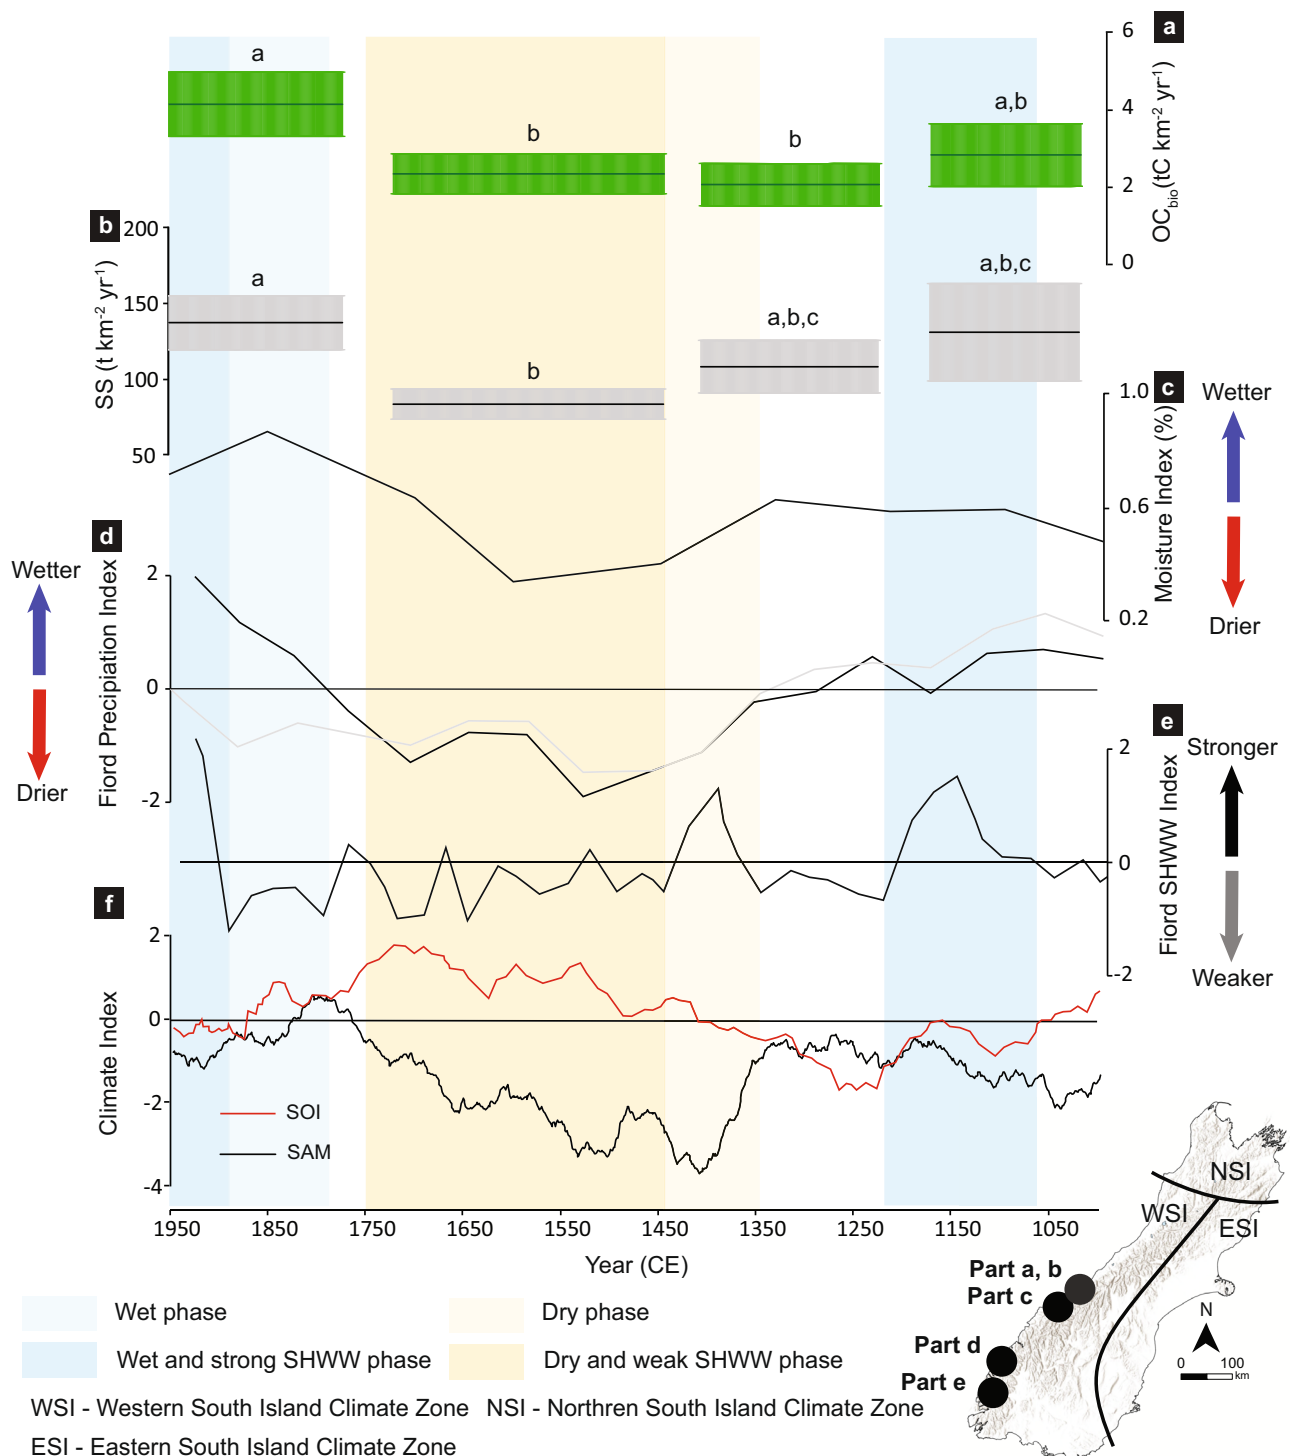 a
6
4
2
0
OCbio(tC km-2 yr-1)
a
b
b
a,b
b
200
150
100
50
SS (t km-2 yr-1)
a
b
a,b,c
a,b,c
c
1.0
0.6
0.2
Moisture Index (%)
Wetter
Drier
d
2
0
-2
Fiord Precipiation Index
Wetter
Drier
e
2
0
-2
Fiord SHWW Index
Stronger
Weaker
f
2
0
-2
-4
Climate Index
SOI
SAM
1950 1850 1750 1650 1550 1450 1350 1250 1150 1050
Year (CE)
NSI
WSI
ESI
Part a, b
Part c
Part d
Part e
N
0 100
km
Wet phase
Dry phase
Wet and strong SHWW phase
Dry and weak SHWW phase
WSI - Western South Island Climate Zone NSI - Northren South Island Climate Zone
ESI - Eastern South Island Climate Zone